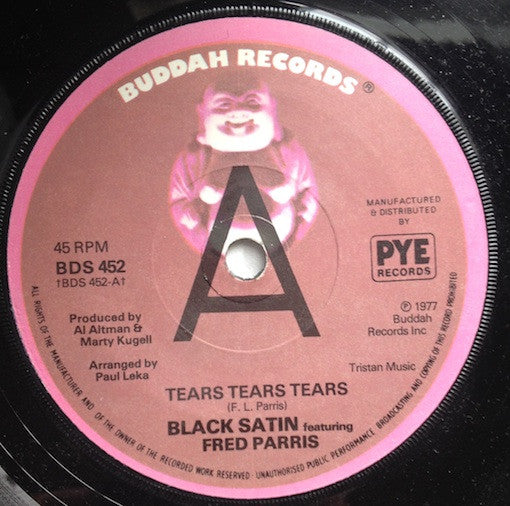 BUDDAH RECORDS®
A
MANUFACTURED
& DISTRIBUTED
BY
PYE
RECORDS
45 RPM
BDS 452
†BDS 452-A†
℗ 1977
Buddah
Records Inc
Produced by
Al Altman &
Marty Kugell
Arranged by
Paul Leka
Tristan Music
TEARS TEARS TEARS
(F. L. Parris)
BLACK SATIN featuring
FRED PARRIS
ALL RIGHTS OF THE MANUFACTURER AND OF THE OWNER OF THE RECORDED WORK RESERVED · UNAUTHORISED PUBLIC PERFORMANCE, BROADCASTING AND COPYING OF THIS RECORD PROHIBITED